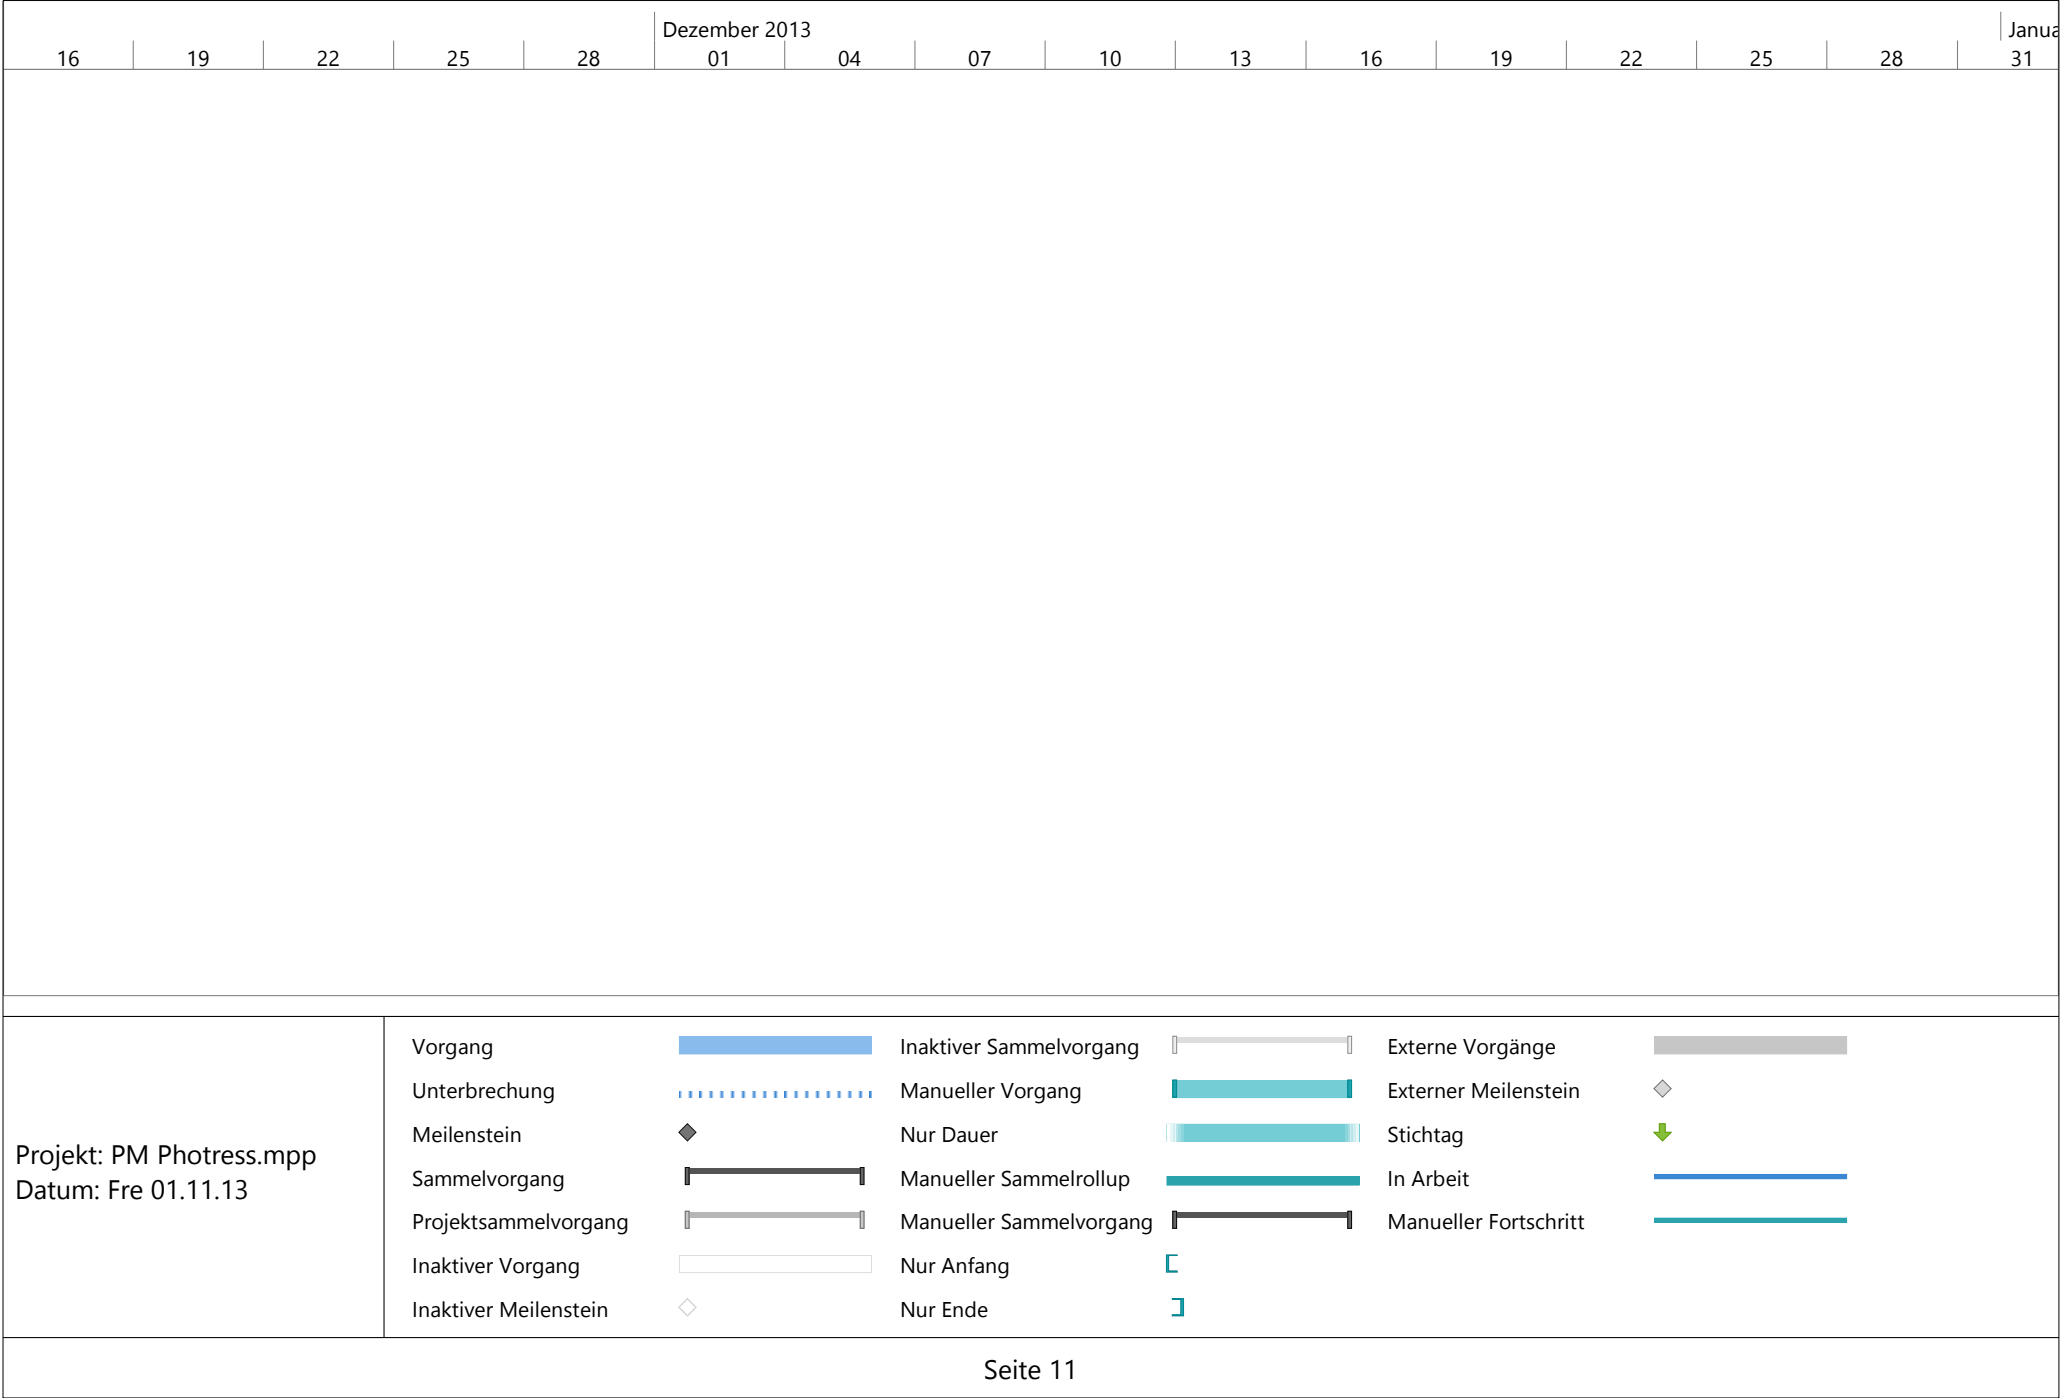 Dezember 2013 Janua
16 19 22 25 28 01 04 07 10 13 16 19 22 25 28 31
Projekt: PM Photress.mpp
Datum: Fre 01.11.13
Vorgang
Unterbrechung
Meilenstein
Sammelvorgang
Projektsammelvorgang
Inaktiver Vorgang
Inaktiver Meilenstein
Inaktiver Sammelvorgang
Manueller Vorgang
Nur Dauer
Manueller Sammelrollup
Manueller Sammelvorgang
Nur Anfang
Nur Ende
Externe Vorgänge
Externer Meilenstein
Stichtag
In Arbeit
Manueller Fortschritt
Seite 11